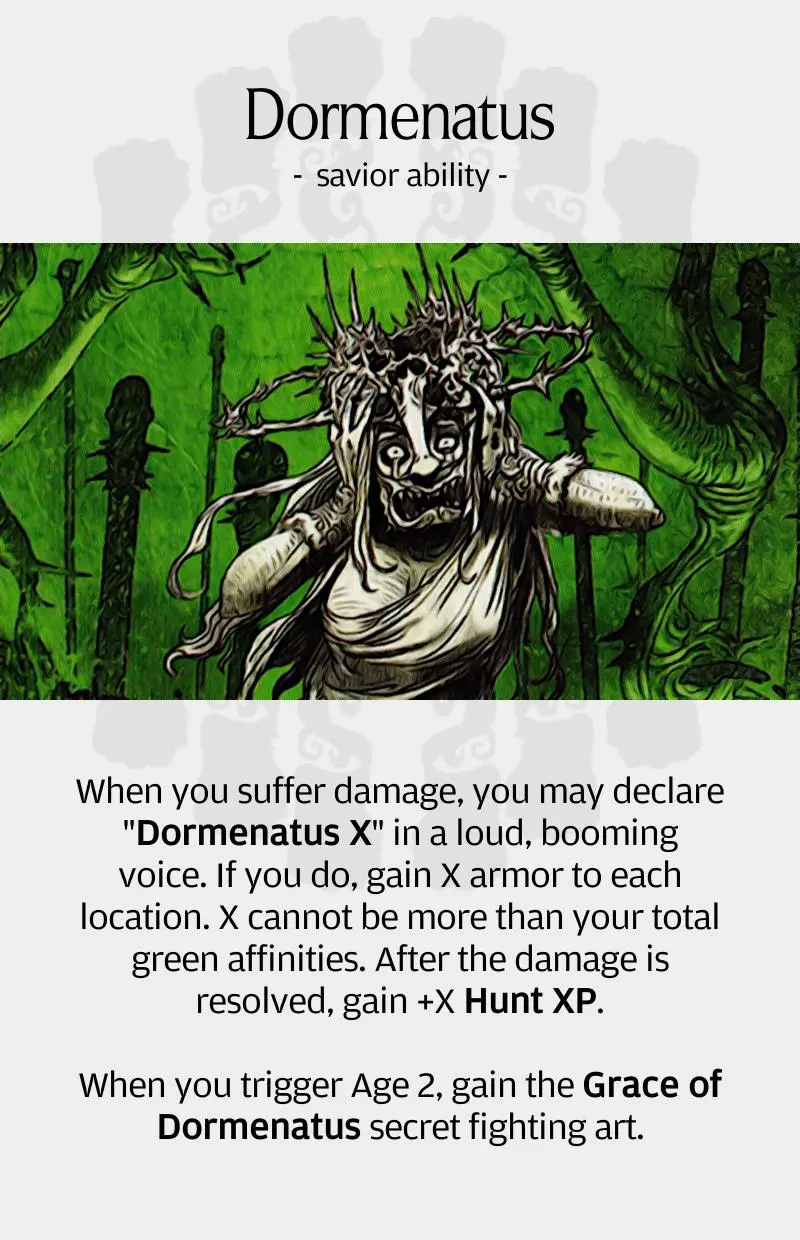 Dormenatus
- savior ability -
When you suffer damage, you may declare
"Dormenatus X" in a loud, booming
voice. If you do, gain X armor to each
location. X cannot be more than your total
green affinities. After the damage is
resolved, gain +X Hunt XP.
When you trigger Age 2, gain the Grace of
Dormenatus secret fighting art.